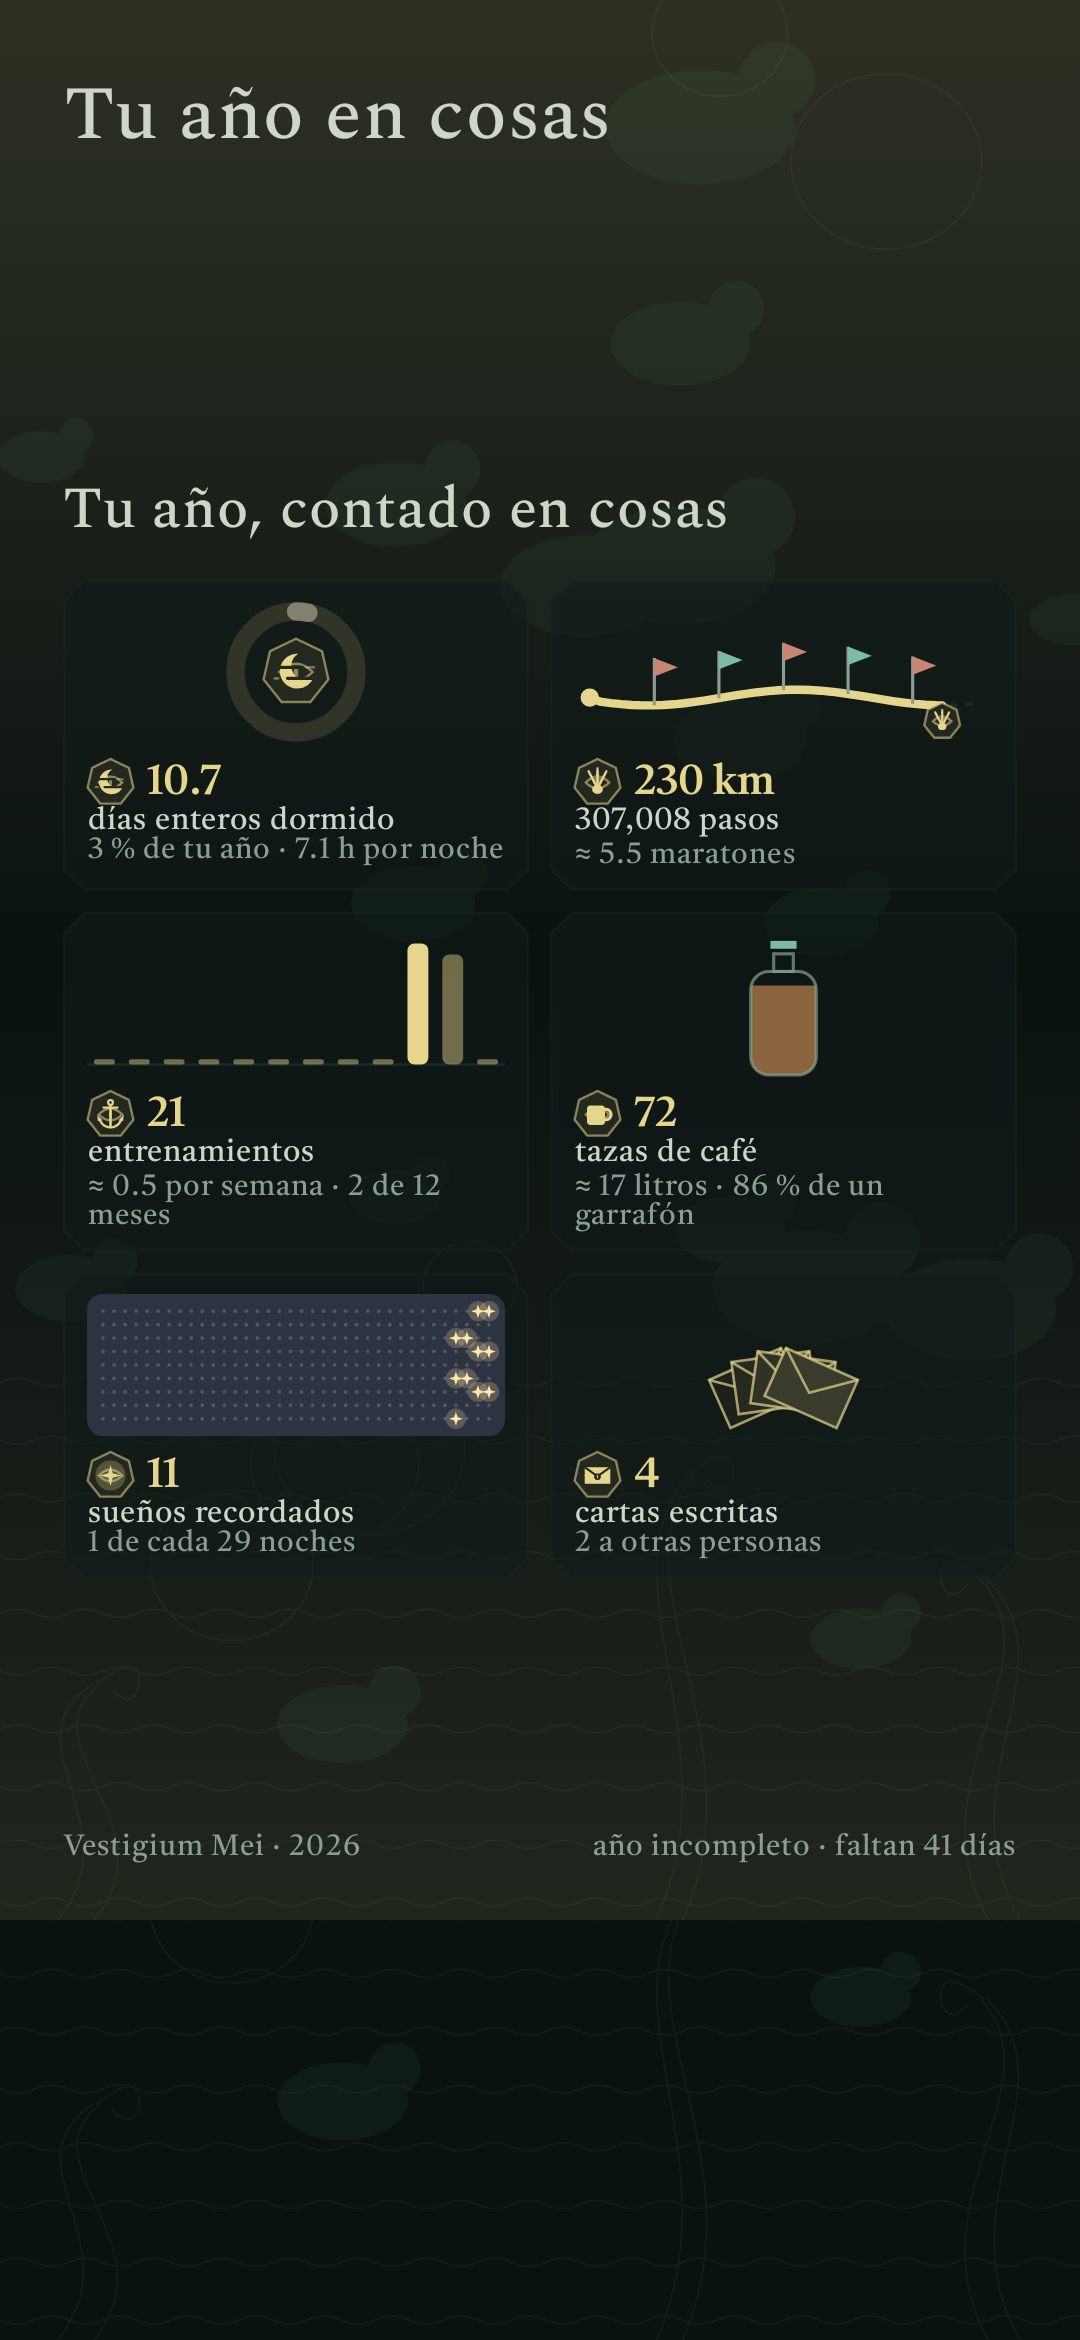 Tu año en cosas
Tu año, contado en cosas
10.7
días enteros dormido
3 % de tu año · 7.1 h por noche
230 km
307,008 pasos
≈ 5.5 maratones
21
entrenamientos
≈ 0.5 por semana · 2 de 12
meses
72
tazas de café
≈ 17 litros · 86 % de un
garrafón
11
sueños recordados
1 de cada 29 noches
4
cartas escritas
2 a otras personas
Vestigium Mei · 2026
año incompleto · faltan 41 días